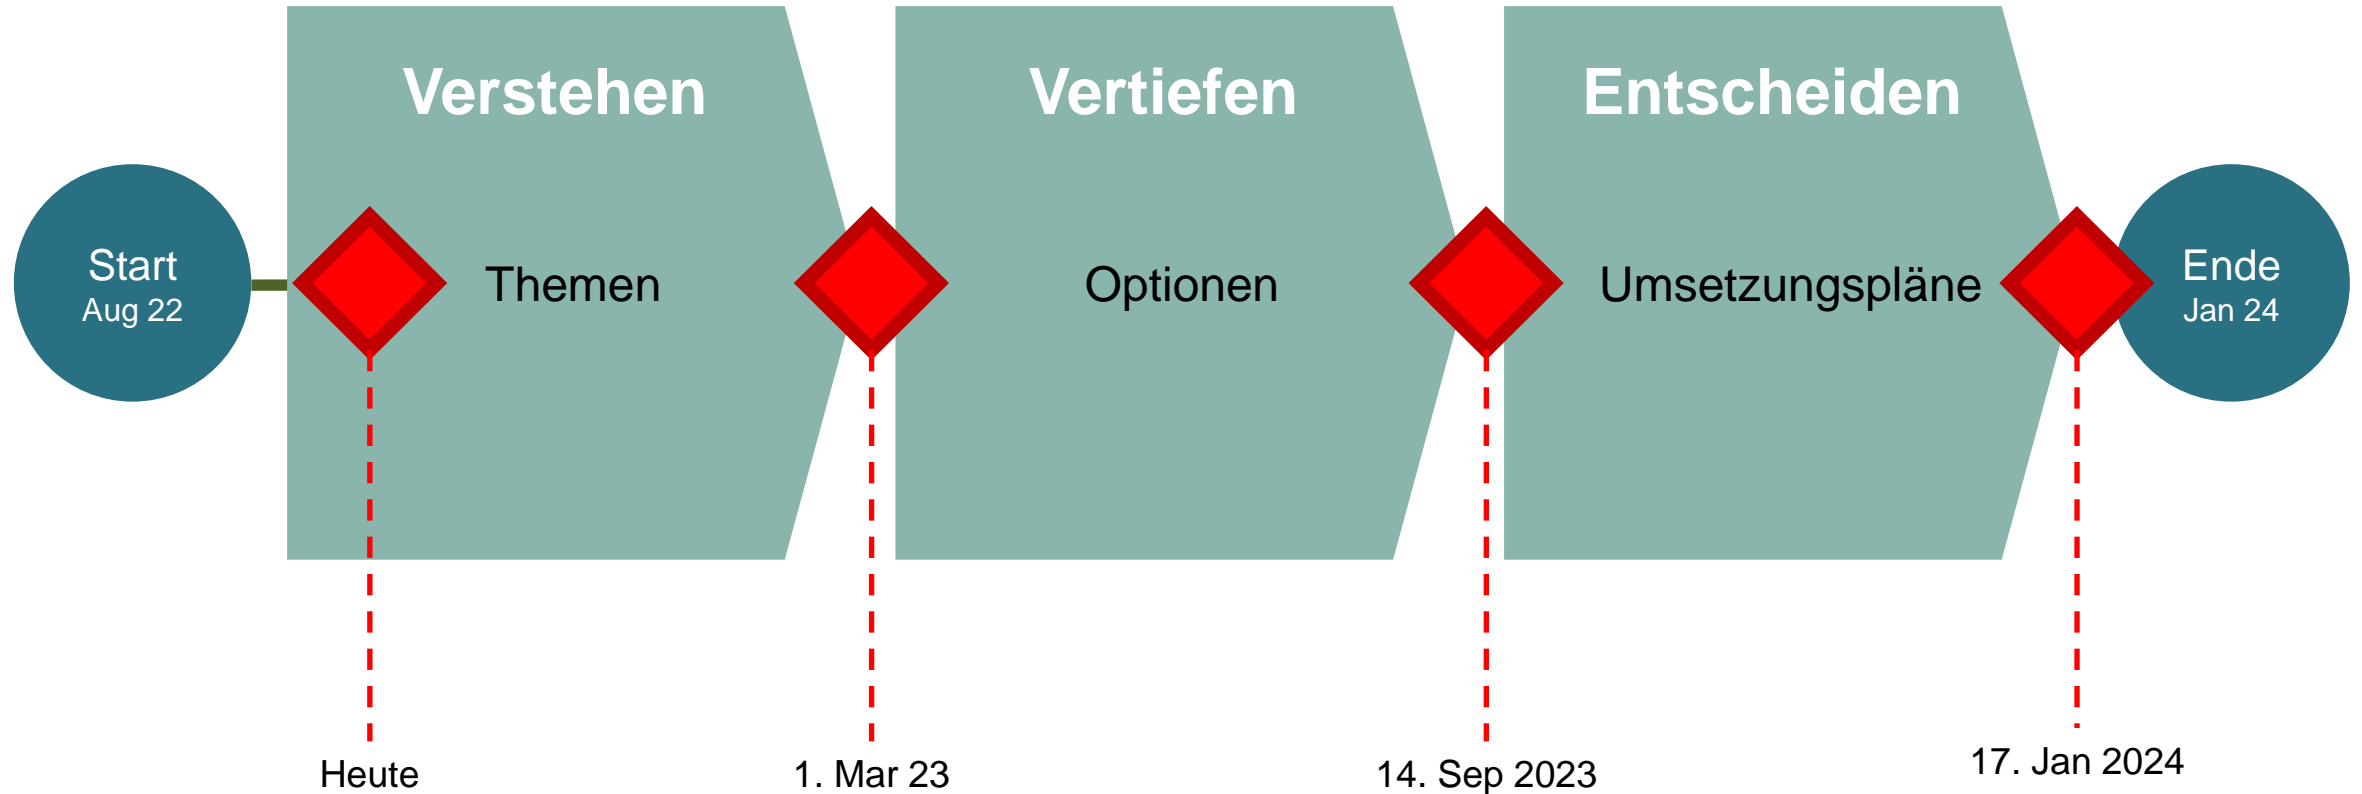 Verstehen
Vertiefen
Entscheiden
Start
Aug 22
Themen
Optionen
Umsetzungspläne
Ende
Jan 24
Heute
1. Mar 23
14. Sep 2023
17. Jan 2024